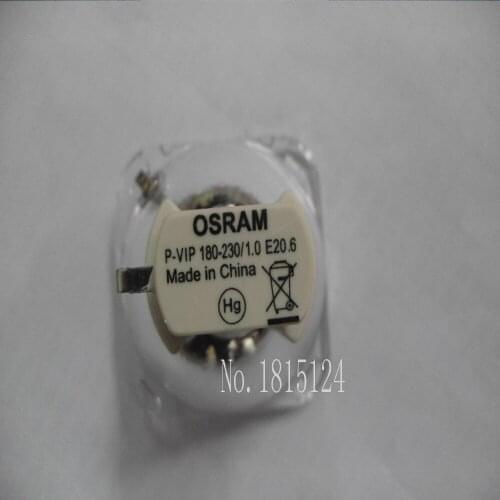 OSRAM
P-VIP 180-230/1.0 E20.6
Made in China
Hg
No.1815124